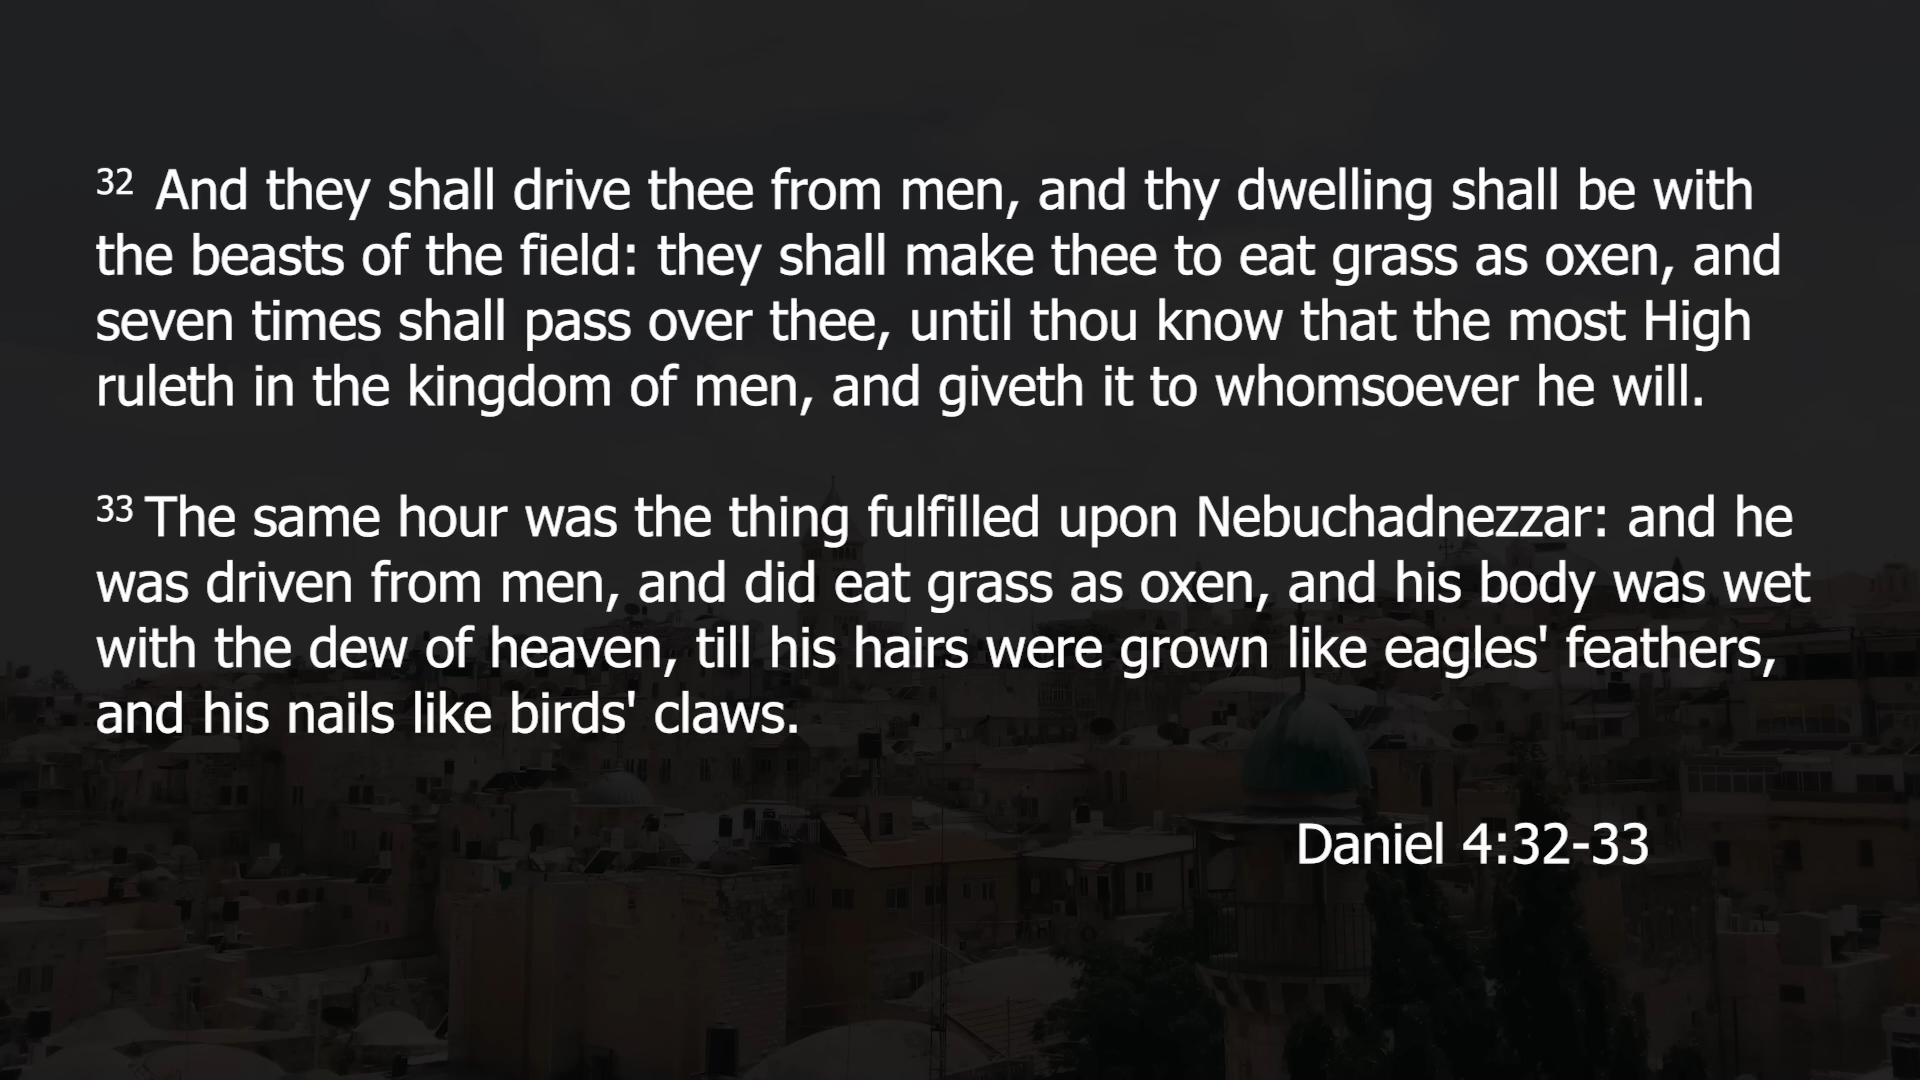 32 And they shall drive thee from men, and thy dwelling shall be with
the beasts of the field: they shall make thee to eat grass as oxen, and
seven times shall pass over thee, until thou know that the most High
ruleth in the kingdom of men, and giveth it to whomsoever he will.
33 The same hour was the thing fulfilled upon Nebuchadnezzar: and he
was driven from men, and did eat grass as oxen, and his body was wet
with the dew of heaven, till his hairs were grown like eagles' feathers,
and his nails like birds' claws.
Daniel 4:32-33